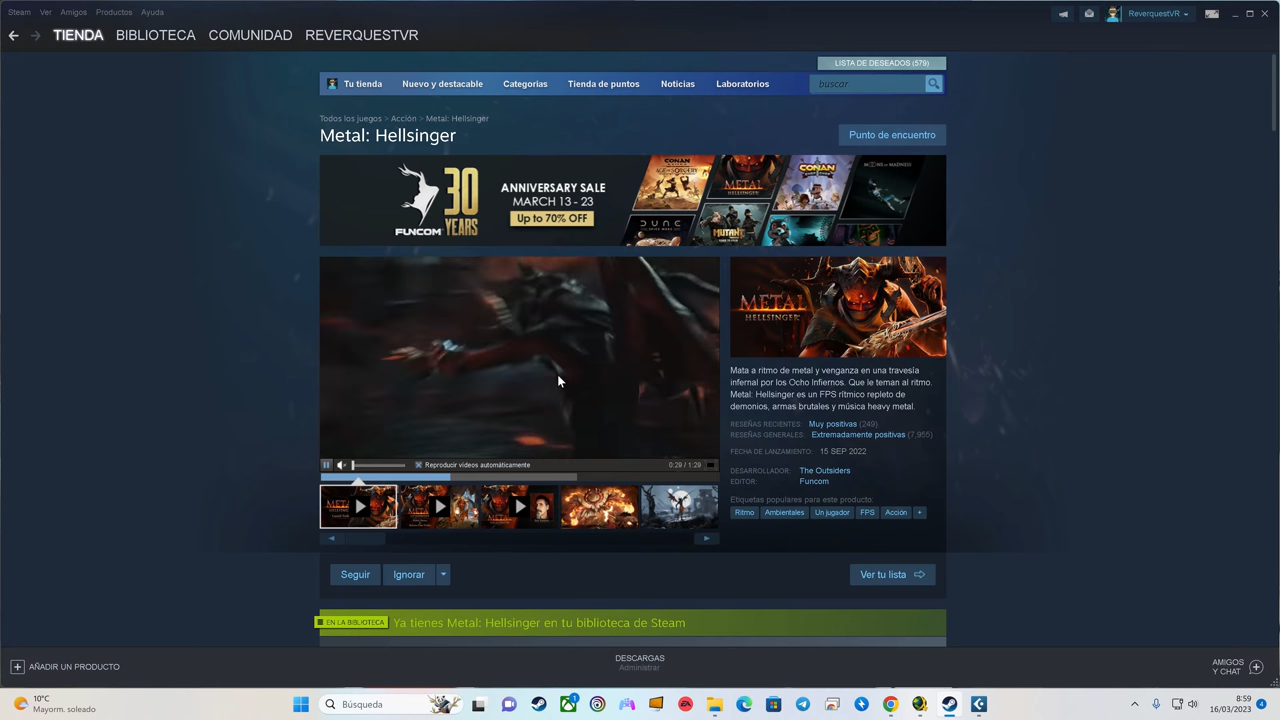 Steam Ver Amigos Productos Ayuda
ReverquestVR
TIENDA BIBLIOTECA COMUNIDAD REVERQUESTVR
LISTA DE DESEADOS (579)
Tu tienda Nuevo y destacable Categorías Tienda de puntos Noticias Laboratorios buscar
Todos los juegos > Acción > Metal: Hellsinger
Metal: Hellsinger
Punto de encuentro
FUNCOM 30 YEARS
ANNIVERSARY SALE
MARCH 13 - 23
Up to 70% OFF
CONAN
METAL
CONAN
DUNE
MUTANT
METAL
HELLSINGER
Mata a ritmo de metal y venganza en una travesía
infernal por los Ocho Infiernos. Que le teman al ritmo.
Metal: Hellsinger es un FPS rítmico repleto de
demonios, armas brutales y música heavy metal.
RESEÑAS RECIENTES: Muy positivas (249)
RESEÑAS GENERALES: Extremadamente positivas (7,955)
FECHA DE LANZAMIENTO: 15 SEP 2022
DESARROLLADOR: The Outsiders
EDITOR: Funcom
Etiquetas populares para este producto:
Ritmo Ambientales Un jugador FPS Acción +
Reproducir vídeos automáticamente
0:29 / 1:29
Seguir Ignorar
Ver tu lista
EN LA BIBLIOTECA Ya tienes Metal: Hellsinger en tu biblioteca de Steam
AÑADIR UN PRODUCTO
DESCARGAS
Administrar
AMIGOS
Y CHAT
10°C
Mayorm. soleado
Búsqueda
8:59
16/03/2023